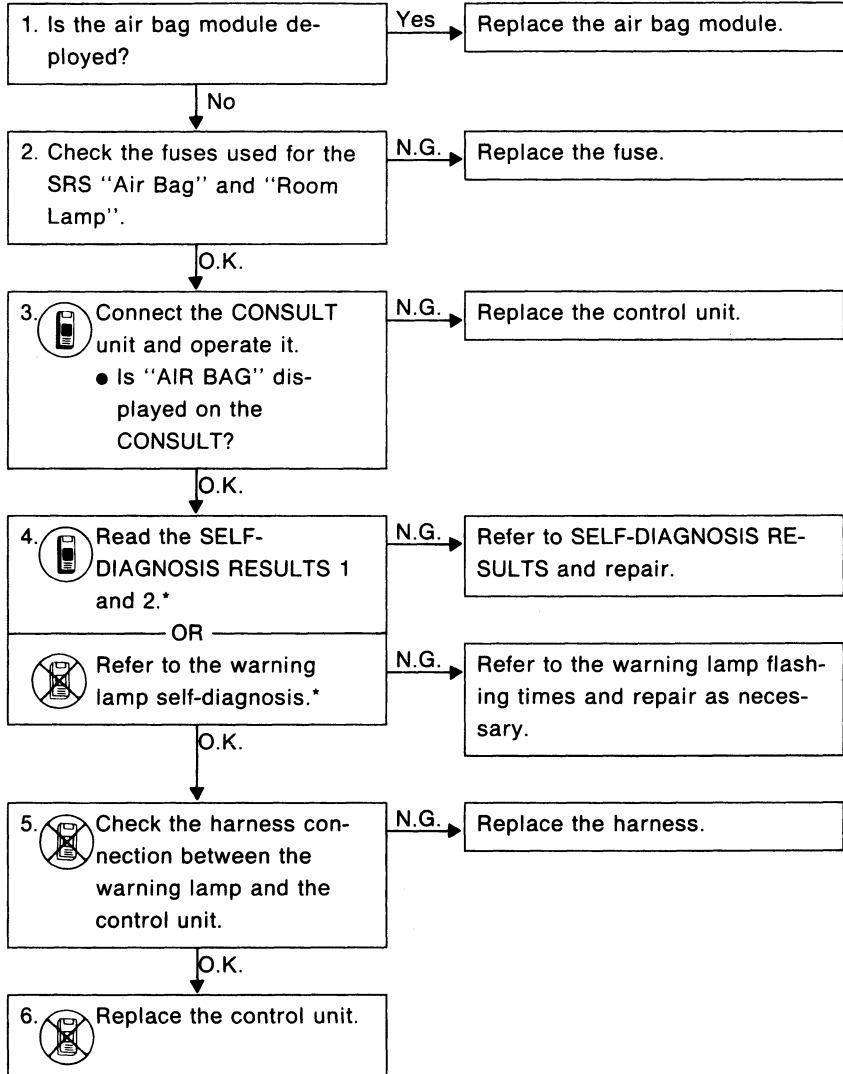 1. Is the air bag module de-
ployed?
Yes
Replace the air bag module.
No
2. Check the fuses used for the
SRS ‘‘Air Bag’’ and ‘‘Room
Lamp’’.
N.G.
Replace the fuse.
O.K.
3. Connect the CONSULT
unit and operate it.
● Is ‘‘AIR BAG’’ dis-
played on the
CONSULT?
N.G.
Replace the control unit.
O.K.
4. Read the SELF-
DIAGNOSIS RESULTS 1
and 2.*
N.G.
Refer to SELF-DIAGNOSIS RE-
SULTS and repair.
OR
Refer to the warning
lamp self-diagnosis.*
N.G.
Refer to the warning lamp flash-
ing times and repair as neces-
sary.
O.K.
5. Check the harness con-
nection between the
warning lamp and the
control unit.
N.G.
Replace the harness.
O.K.
6. Replace the control unit.